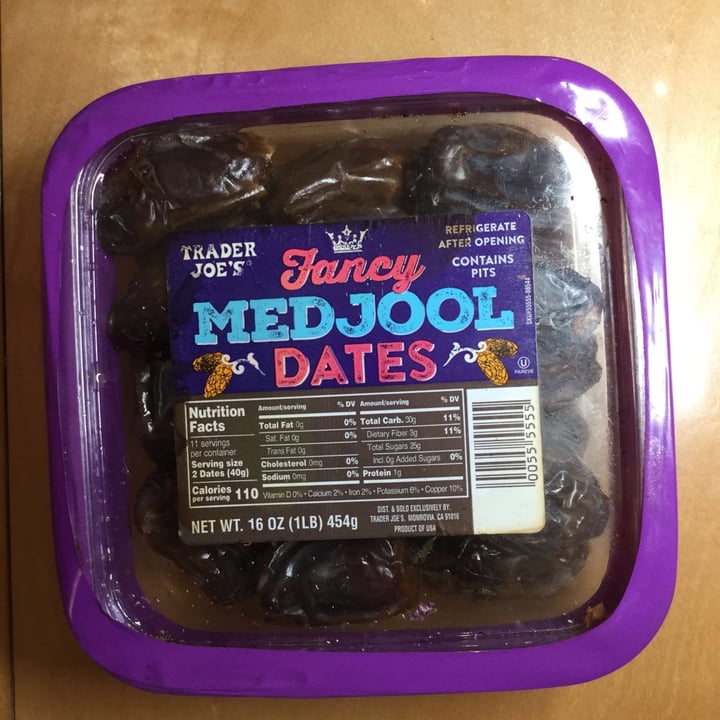 TRADER
JOE'S®
Fancy
MEDJOOL
DATES
REFRIGERATE
AFTER OPENING
CONTAINS
PITS
U
PAREVE
Nutrition
Facts
11 servings
per container
Serving size
2 Dates (40g)
Calories 110
per serving
Amount/serving % DV
Total Fat 0g 0%
Sat. Fat 0g 0%
Trans Fat 0g
Cholesterol 0mg 0%
Sodium 0mg 0%
Amount/serving % DV
Total Carb. 30g 11%
Dietary Fiber 3g 11%
Total Sugars 25g
Incl. 0g Added Sugars 0%
Protein 1g
Vitamin D 0% • Calcium 2% • Iron 2% • Potassium 6% • Copper 10%
NET WT. 16 OZ (1LB) 454g
DIST. & SOLD EXCLUSIVELY BY:
TRADER JOE'S, MONROVIA, CA 91016
PRODUCT OF USA
0055 5555